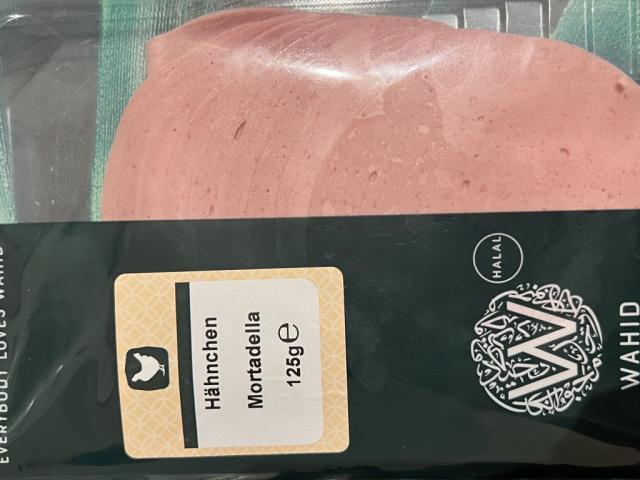 EVERYBODY LOVES WAHID
Hähnchen
Mortadella
125g℮
HALAL
W
WAHID